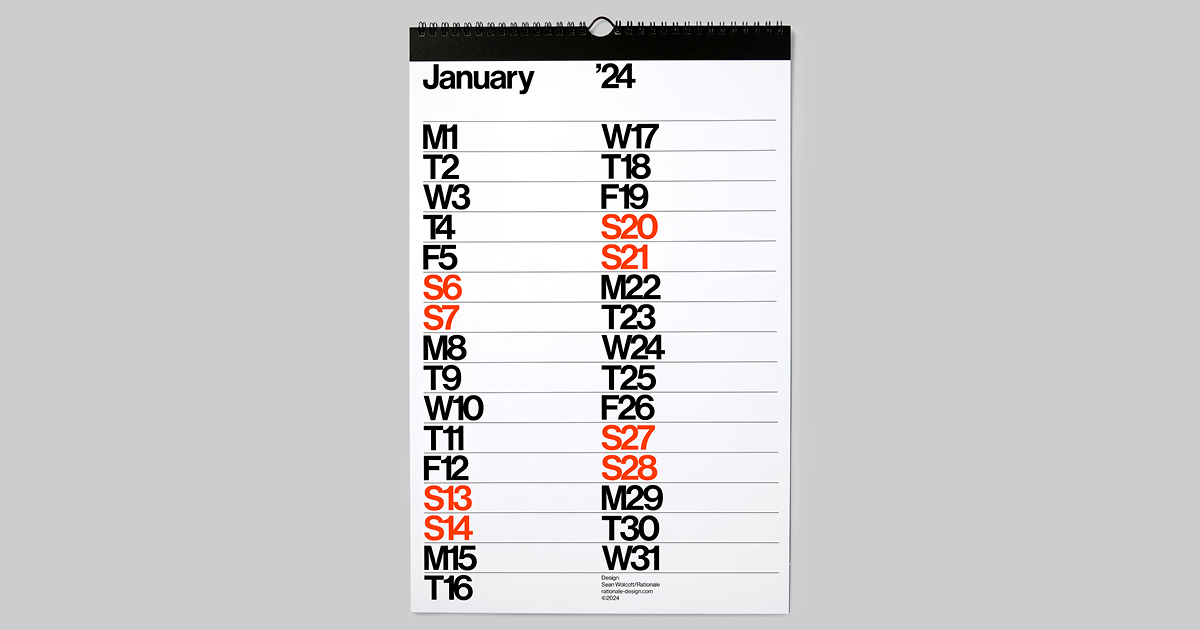 January ’24
M1
T2
W3
T4
F5
S6
S7
M8
T9
W10
T11
F12
S13
S14
M15
T16
W17
T18
F19
S20
S21
M22
T23
W24
T25
F26
S27
S28
M29
T30
W31
Design:
Sean Wolcott/Rationale
rationale-design.com
©2024